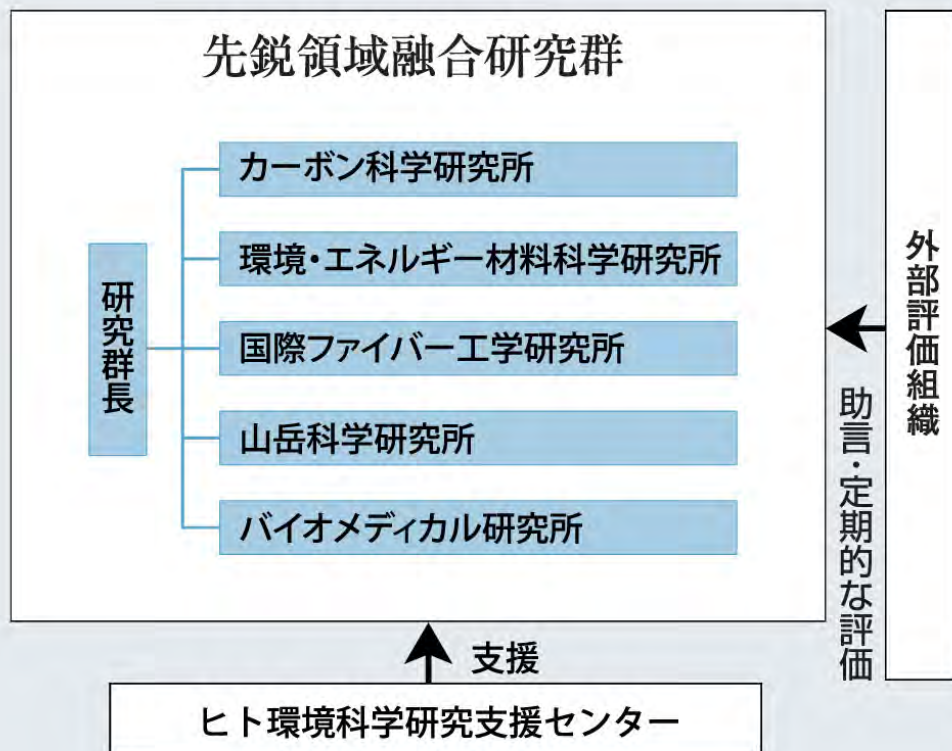 先鋭領域融合研究群
研究群長
カーボン科学研究所
環境・エネルギー材料科学研究所
国際ファイバー工学研究所
山岳科学研究所
バイオメディカル研究所
外部評価組織
助言・定期的な評価
支援
ヒト環境科学研究支援センター